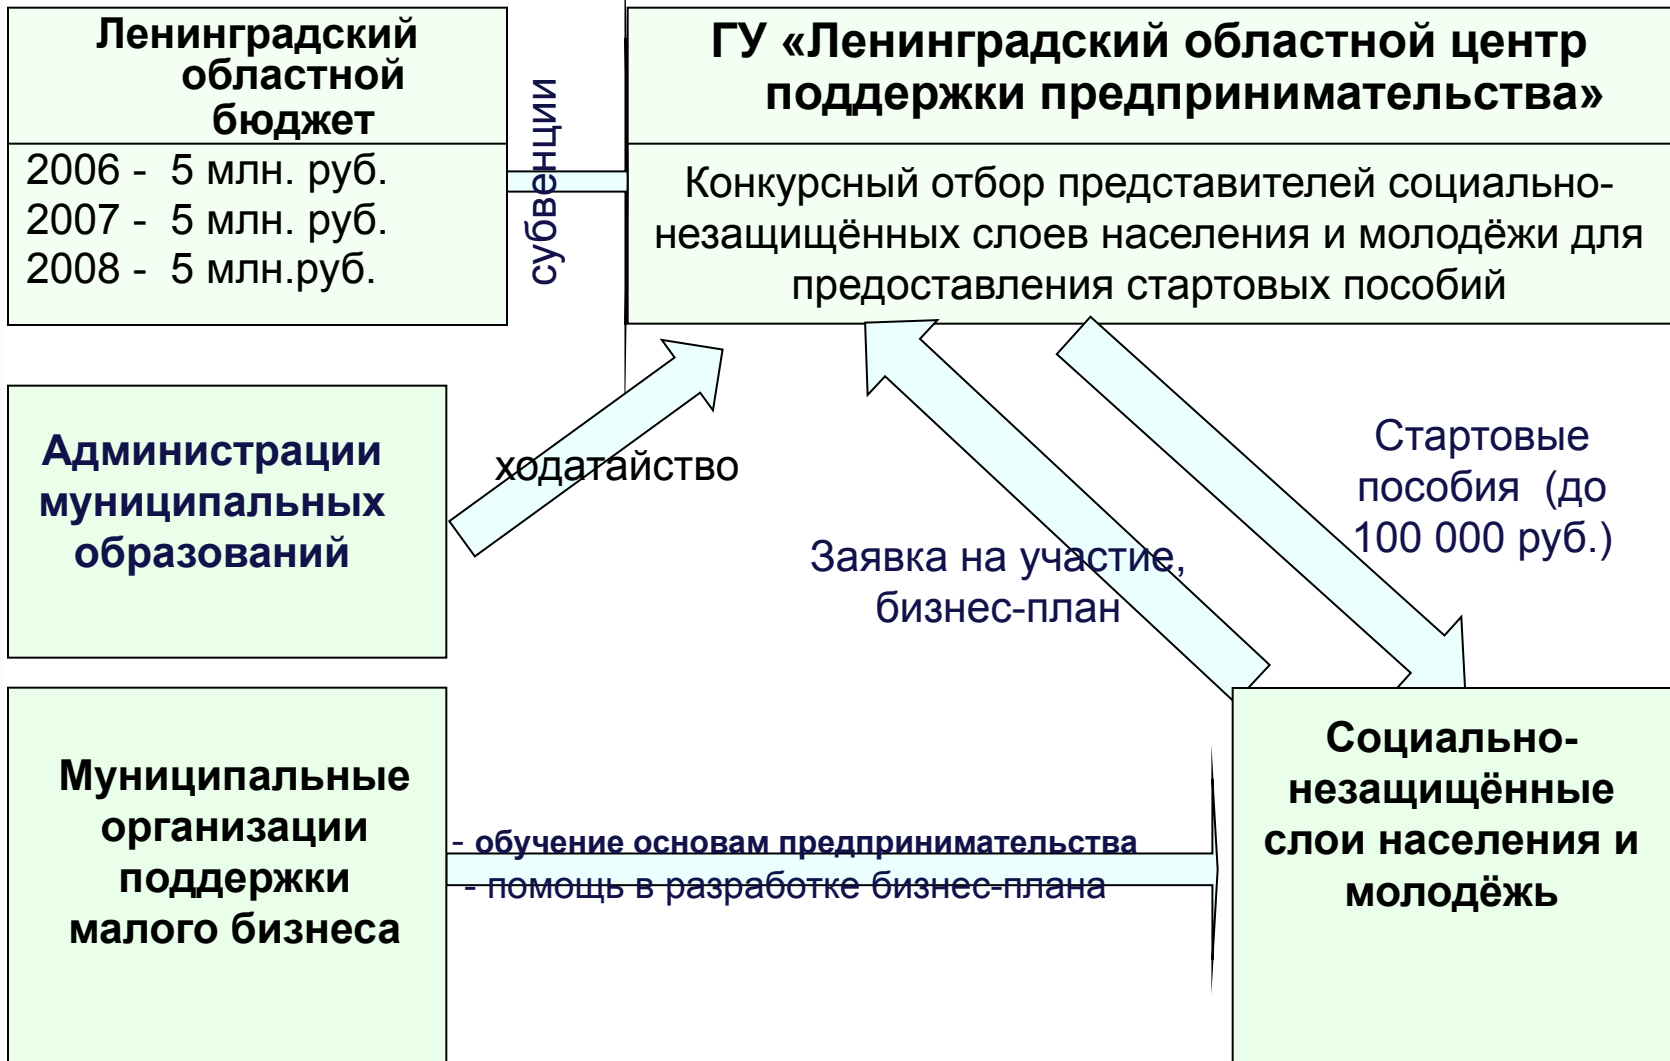 Ленинградский
областной
бюджет
2006 - 5 млн. руб.
2007 - 5 млн. руб.
2008 - 5 млн.руб.
субвенции
ГУ «Ленинградский областной центр
поддержки предпринимательства»
Конкурсный отбор представителей социально-
незащищённых слоев населения и молодёжи для
предоставления стартовых пособий
Администрации
муниципальных
образований
ходатайство
Заявка на участие,
бизнес-план
Стартовые
пособия (до
100 000 руб.)
Муниципальные
организации
поддержки
малого бизнеса
- обучение основам предпринимательства
- помощь в разработке бизнес-плана
Социально-
незащищённые
слои населения и
молодёжь